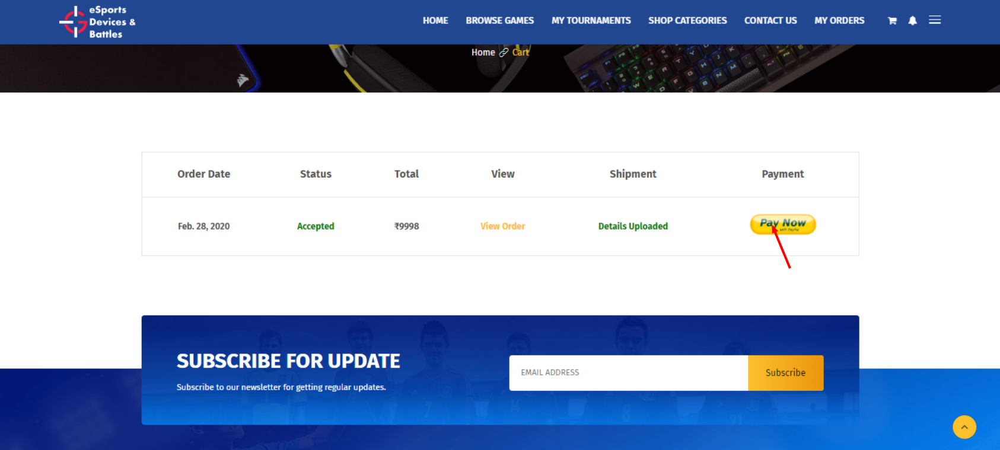 eSports
Devices &
Battles
HOME BROWSE GAMES MY TOURNAMENTS SHOP CATEGORIES CONTACT US MY ORDERS
Home Cart
Order Date Status Total View Shipment Payment
Feb. 28, 2020 Accepted ₹9998 View Order Details Uploaded Pay Now
with PayPal
SUBSCRIBE FOR UPDATE
Subscribe to our newsletter for getting regular updates.
EMAIL ADDRESS Subscribe